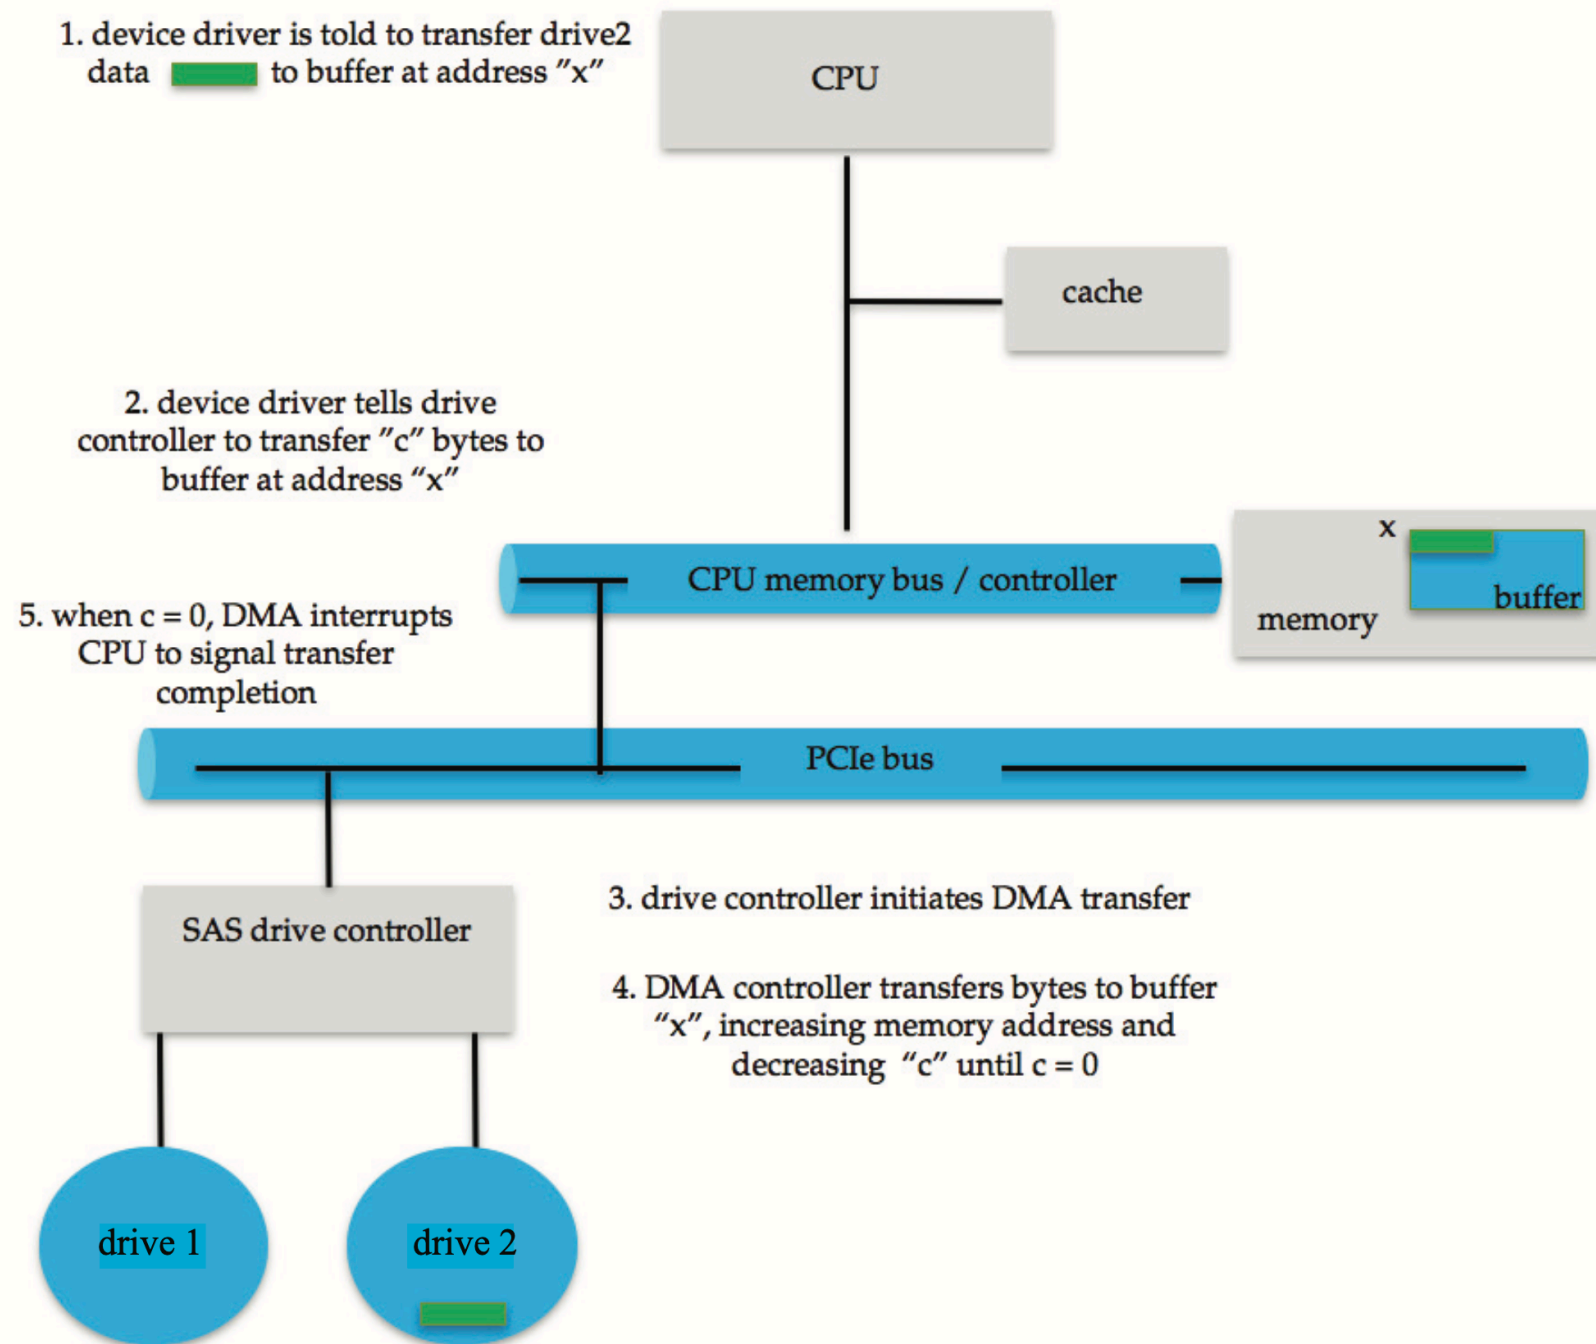 1. device driver is told to transfer drive2
data to buffer at address "x"
CPU
cache
2. device driver tells drive
controller to transfer "c" bytes to
buffer at address "x"
CPU memory bus / controller
x
buffer
memory
5. when c = 0, DMA interrupts
CPU to signal transfer
completion
PCIe bus
SAS drive controller
3. drive controller initiates DMA transfer
4. DMA controller transfers bytes to buffer
"x", increasing memory address and
decreasing "c" until c = 0
drive 1
drive 2